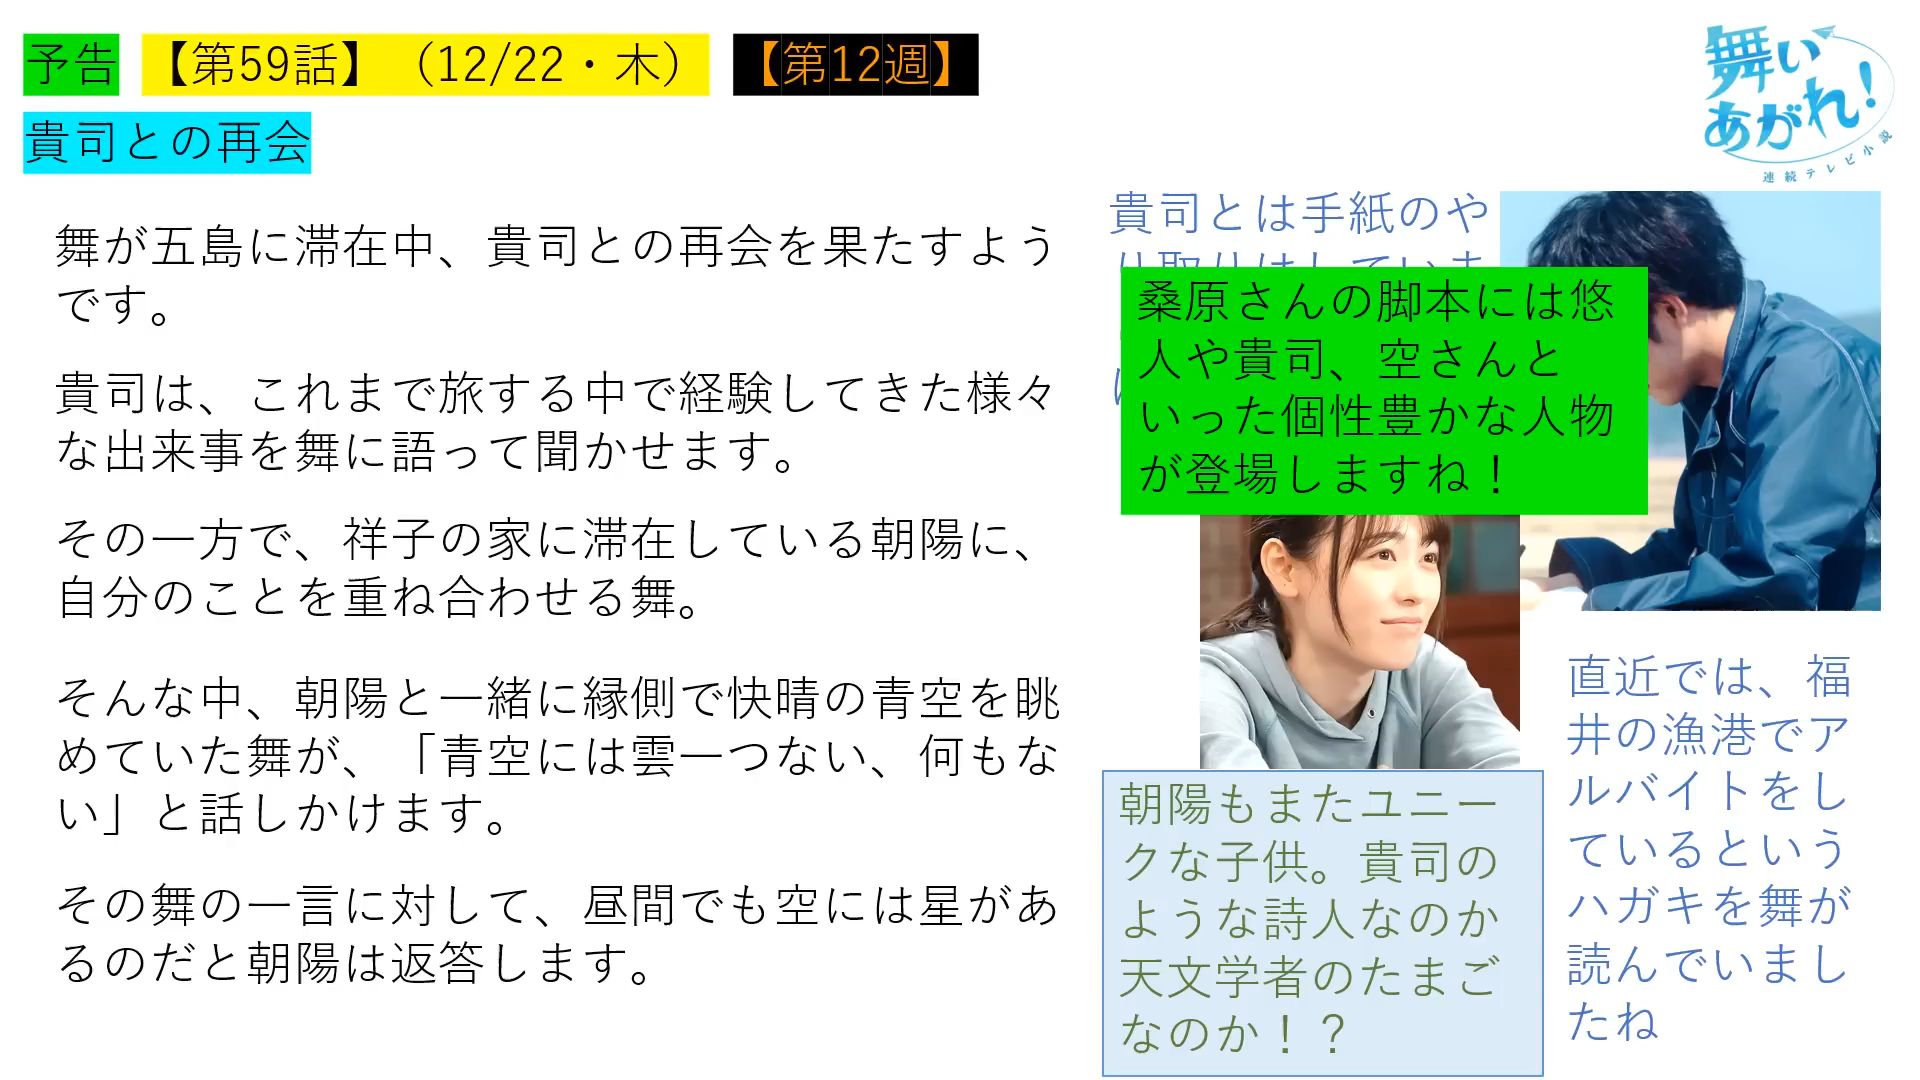 予告 【第59話】（12/22・木） 【第12週】
貴司との再会
舞い
あがれ！
連続テレビ小説
舞が五島に滞在中、貴司との再会を果たすよう
です。
貴司は、これまで旅する中で経験してきた様々
な出来事を舞に語って聞かせます。
その一方で、祥子の家に滞在している朝陽に、
自分のことを重ね合わせる舞。
そんな中、朝陽と一緒に縁側で快晴の青空を眺
めていた舞が、「青空には雲一つない、何もな
い」と話しかけます。
その舞の一言に対して、昼間でも空には星があ
るのだと朝陽は返答します。
貴司とは手紙のや
り取りはしていま
桑原さんの脚本には悠
人や貴司、空さんと
いった個性豊かな人物
が登場しますね！
朝陽もまたユニー
クな子供。貴司の
ような詩人なのか
天文学者のたまご
なのか！？
直近では、福
井の漁港でア
ルバイトをし
ているという
ハガキを舞が
読んでいまし
たね